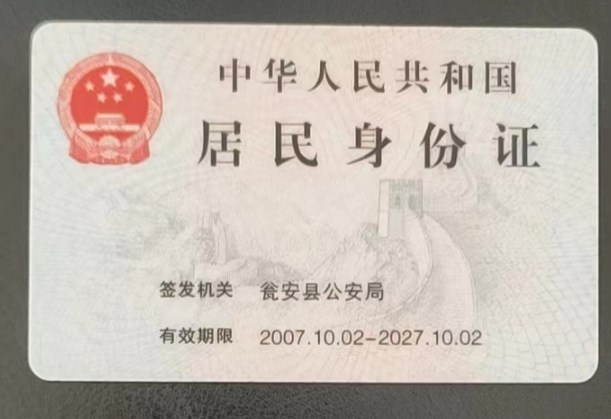 中华人民共和国
居民身份证
签发机关 瓮安县公安局
有效期限 2007.10.02-2027.10.02